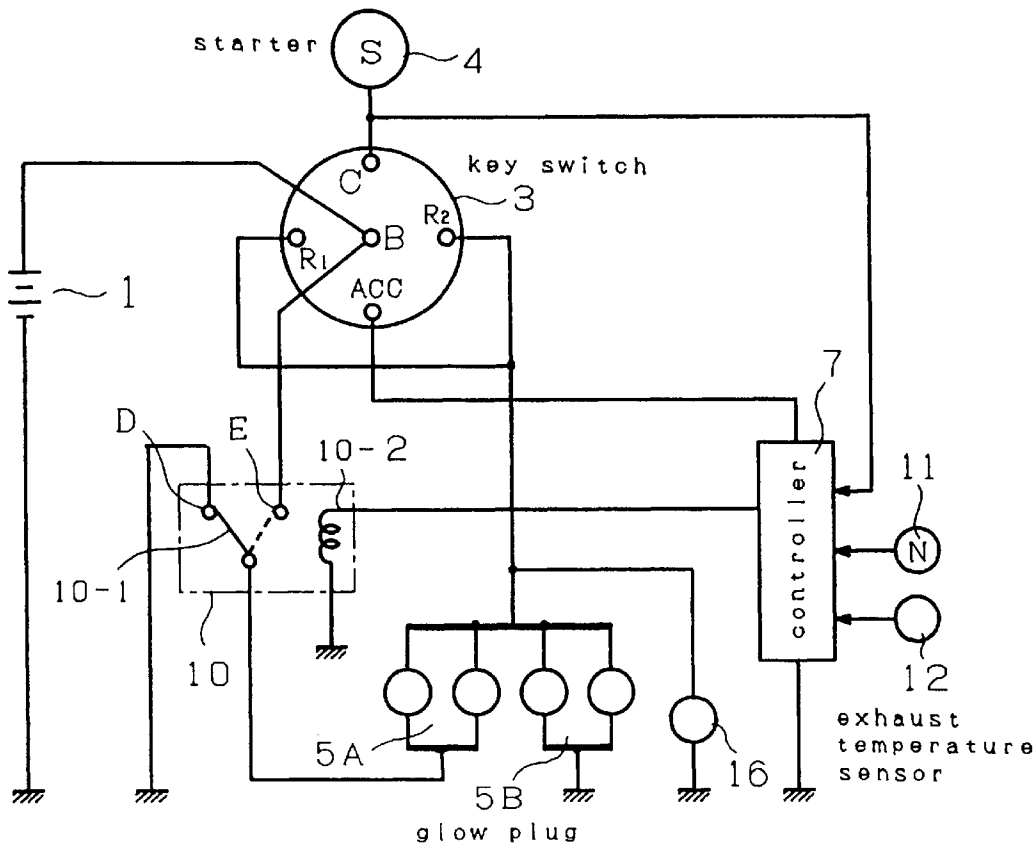 starter
S
4
key switch
C
3
R2
B
R1
ACC
1
7
D
E
10-2
controller
11
N
10-1
10
12
5A
5B
16
exhaust
temperature
sensor
glow plug